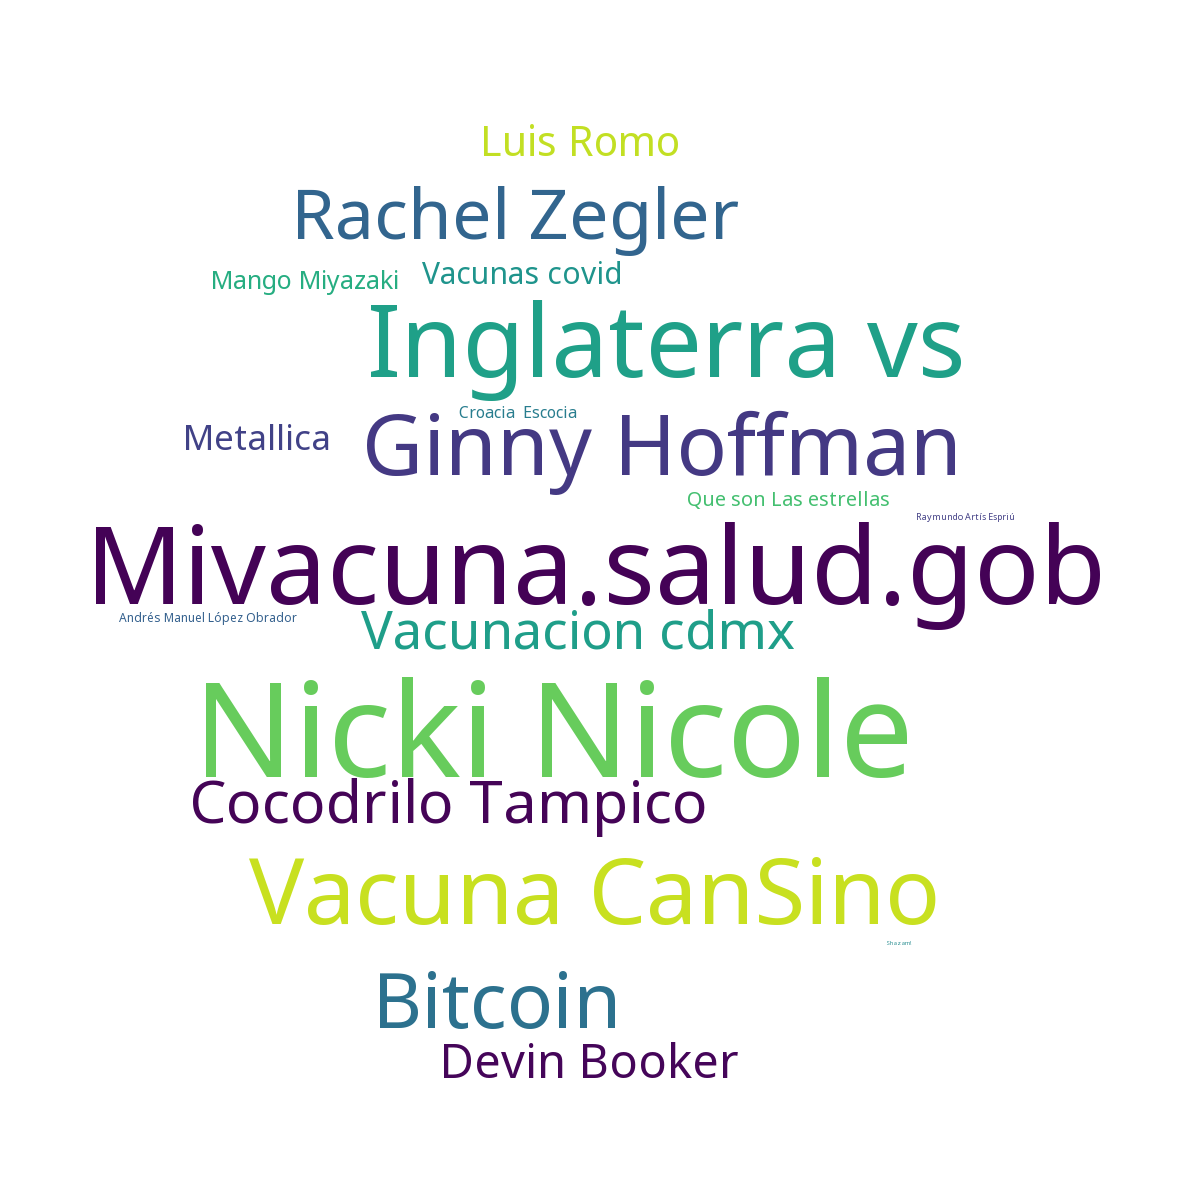 Luis Romo
Rachel Zegler
Vacunas covid
Mango Miyazaki
Inglaterra vs
Croacia Escocia
Metallica
Ginny Hoffman
Que son Las estrellas
Raymundo Artís Espriú
Mivacuna.salud.gob
Andrés Manuel López Obrador
Vacunacion cdmx
Nicki Nicole
Cocodrilo Tampico
Vacuna CanSino
Shazam!
Bitcoin
Devin Booker